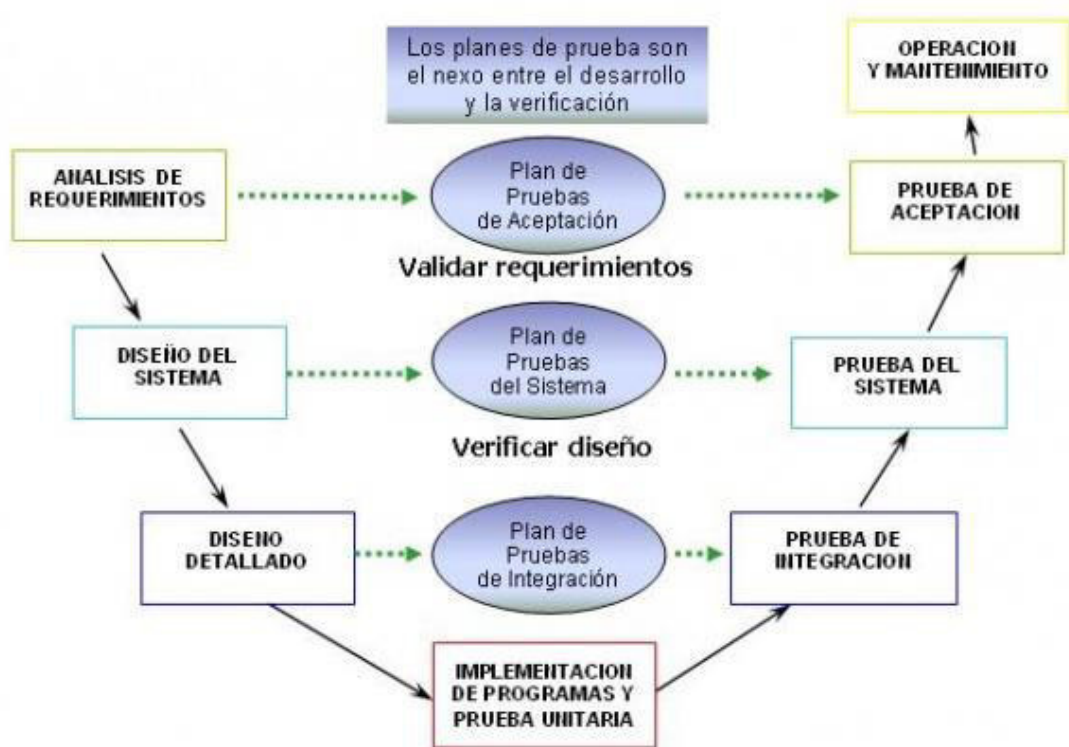 Los planes de prueba son
el nexo entre el desarrollo
y la verificación
OPERACION
Y MANTENIMIENTO
ANALISIS DE
REQUERIMIENTOS
Plan de
Pruebas
de Aceptación
PRUEBA DE
ACEPTACION
Validar requerimientos
DISEÑO DEL
SISTEMA
Plan de
Pruebas
del Sistema
PRUEBA DEL
SISTEMA
Verificar diseño
DISENO
DETALLADO
Plan de
Pruebas
de Integración
PRUEBA DE
INTEGRACION
IMPLEMENTACION
DE PROGRAMAS Y
PRUEBA UNITARIA